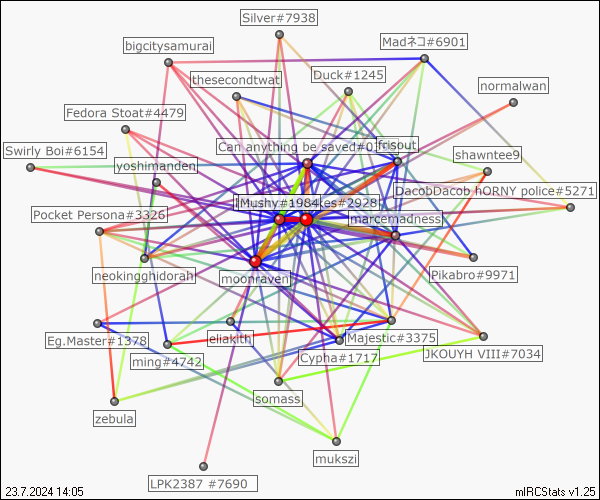 Silver#7938
Madネコ#6901
bigcitysamurai
thesecondtwat
Duck#1245
normalwan
Fedora Stoat#4479
Can anything be saved#0
frisout
Swirly Boi#6154
yoshimanden
shawntee9
DacobDacob hORNY police#5271
Mushy#1984
kes#2928
Pocket Persona#3326
marcemadness
neokingghidorah
moonraven
Pikabro#9971
Eg.Master#1378
eliakith
Majestic#3375
ming#4742
Cypha#1717
JKOUYH VIII#7034
somass
zebula
mukszi
LPK2387 #7690
23.7.2024 14:05
mIRCStats v1.25